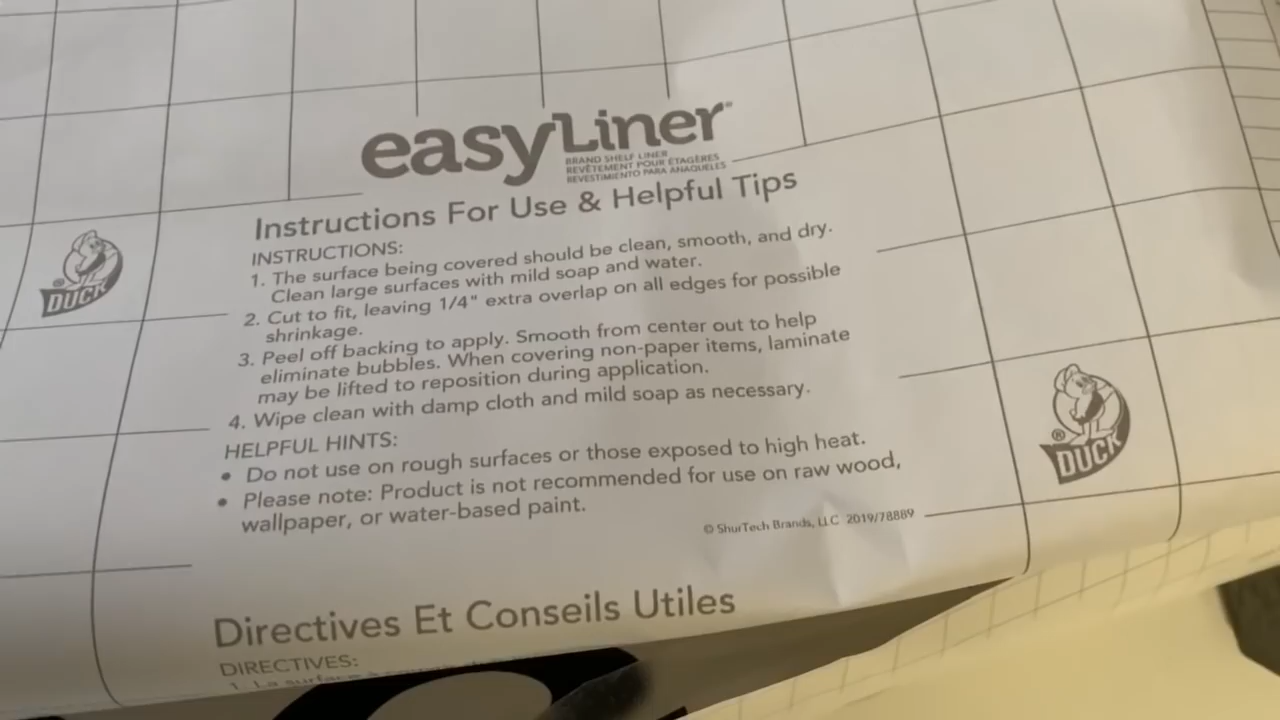 easyLiner®
BRAND SHELF LINER
REVÊTEMENT POUR ÉTAGÈRES
REVESTIMIENTO PARA ANAQUELES
Instructions For Use & Helpful Tips
INSTRUCTIONS:
1. The surface being covered should be clean, smooth, and dry.
Clean large surfaces with mild soap and water.
2. Cut to fit, leaving 1/4" extra overlap on all edges for possible
shrinkage.
3. Peel off backing to apply. Smooth from center out to help
eliminate bubbles. When covering non-paper items, laminate
may be lifted to reposition during application.
4. Wipe clean with damp cloth and mild soap as necessary.
HELPFUL HINTS:
• Do not use on rough surfaces or those exposed to high heat.
• Please note: Product is not recommended for use on raw wood,
wallpaper, or water-based paint.
© ShurTech Brands, LLC 2019/78889
® DUCK
® DUCK
Directives Et Conseils Utiles
DIRECTIVES:
1. La surface à